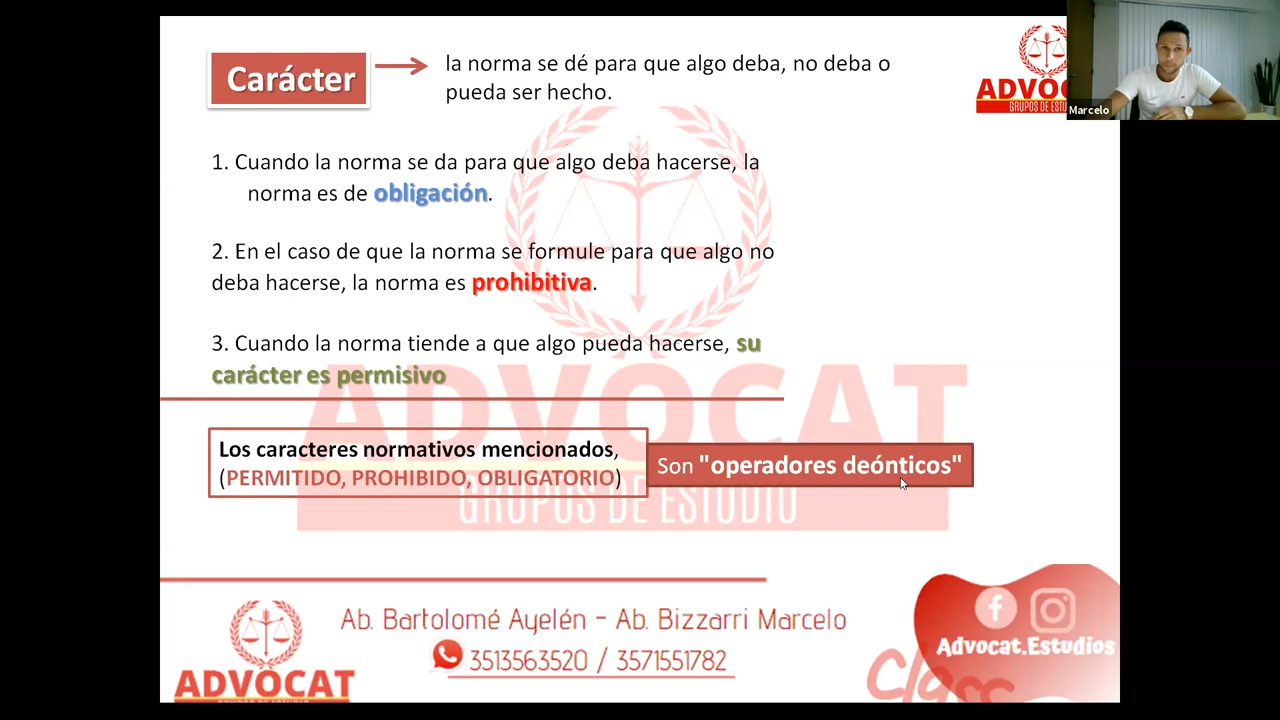 Carácter
la norma se dé para que algo deba, no deba o
pueda ser hecho.
Marcelo
1. Cuando la norma se da para que algo deba hacerse, la
norma es de obligación.
2. En el caso de que la norma se formule para que algo no
deba hacerse, la norma es prohibitiva.
3. Cuando la norma tiende a que algo pueda hacerse, su
carácter es permisivo
ADVOCAT
GRUPOS DE ESTUDIO
Los caracteres normativos mencionados,
(PERMITIDO, PROHIBIDO, OBLIGATORIO)
Son "operadores deónticos"
Ab. Bartolomé Ayelén - Ab. Bizzarri Marcelo
3513563520 / 3571551782
ADVOCAT
Advocat.Estudios